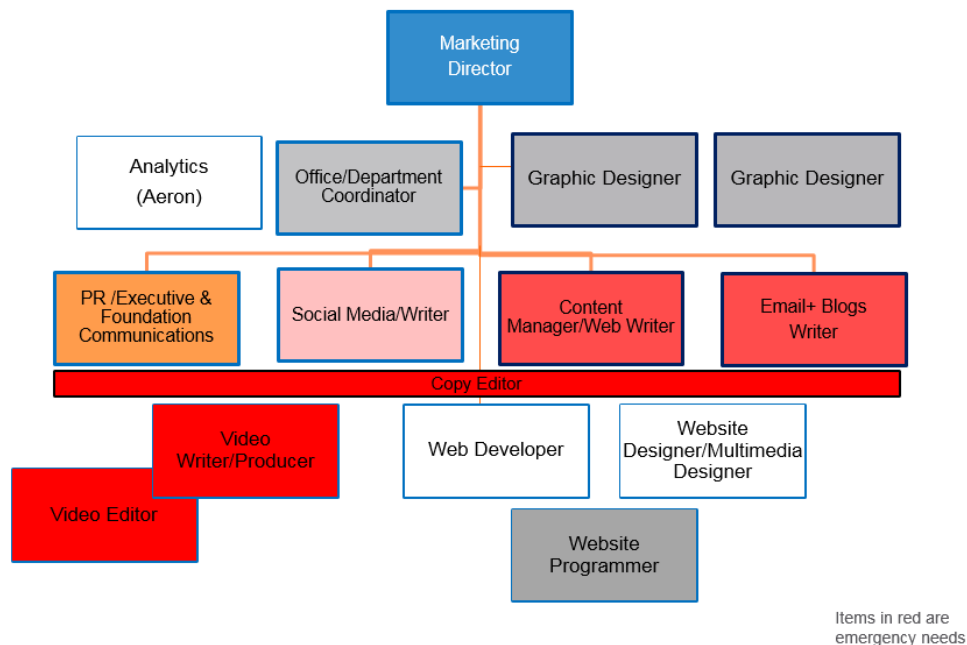 Marketing
Director
Analytics
(Aeron)
Office/Department
Coordinator
Graphic Designer
Graphic Designer
PR /Executive &
Foundation
Communications
Social Media/Writer
Content
Manager/Web Writer
Email+ Blogs
Writer
Copy Editor
Video
Writer/Producer
Web Developer
Website
Designer/Multimedia
Designer
Video Editor
Website
Programmer
Items in red are
emergency needs